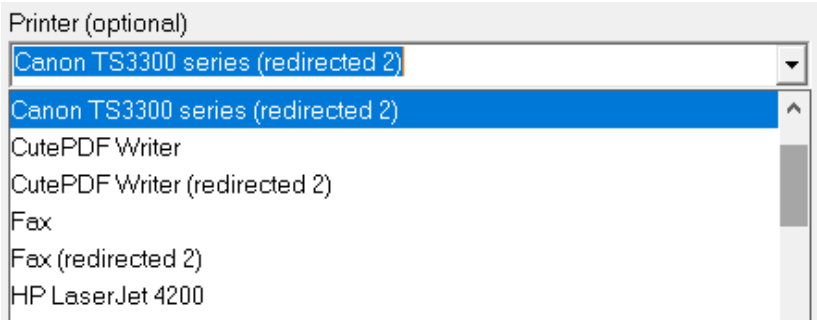 Printer (optional)
Canon TS3300 series (redirected 2)
Canon TS3300 series (redirected 2)
CutePDF Writer
CutePDF Writer (redirected 2)
Fax
Fax (redirected 2)
HP LaserJet 4200